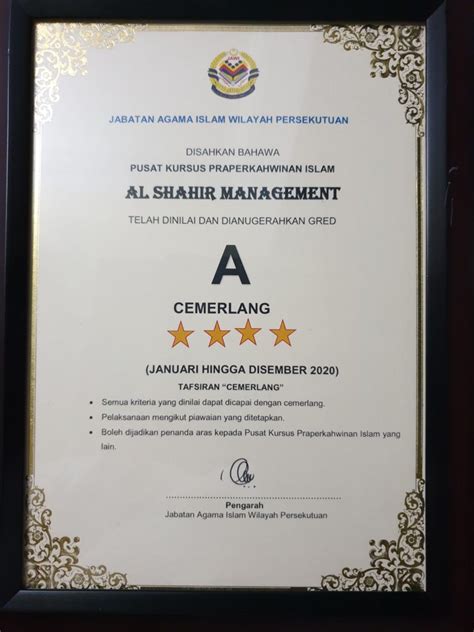 JABATAN AGAMA ISLAM WILAYAH PERSEKUTUAN
DISAHKAN BAHAWA
PUSAT KURSUS PRAPERKAHWINAN ISLAM
AL SHAHIR MANAGEMENT
TELAH DINILAI DAN DIANUGERAHKAN GRED
A
CEMERLANG
(JANUARI HINGGA DISEMBER 2020)
TAFSIRAN “CEMERLANG”
• Semua kriteria yang dinilai dapat dicapai dengan cemerlang.
• Pelaksanaan mengikut piawaian yang ditetapkan.
• Boleh dijadikan penanda aras kepada Pusat Kursus Praperkahwinan Islam yang
lain.
Pengarah
Jabatan Agama Islam Wilayah Persekutuan